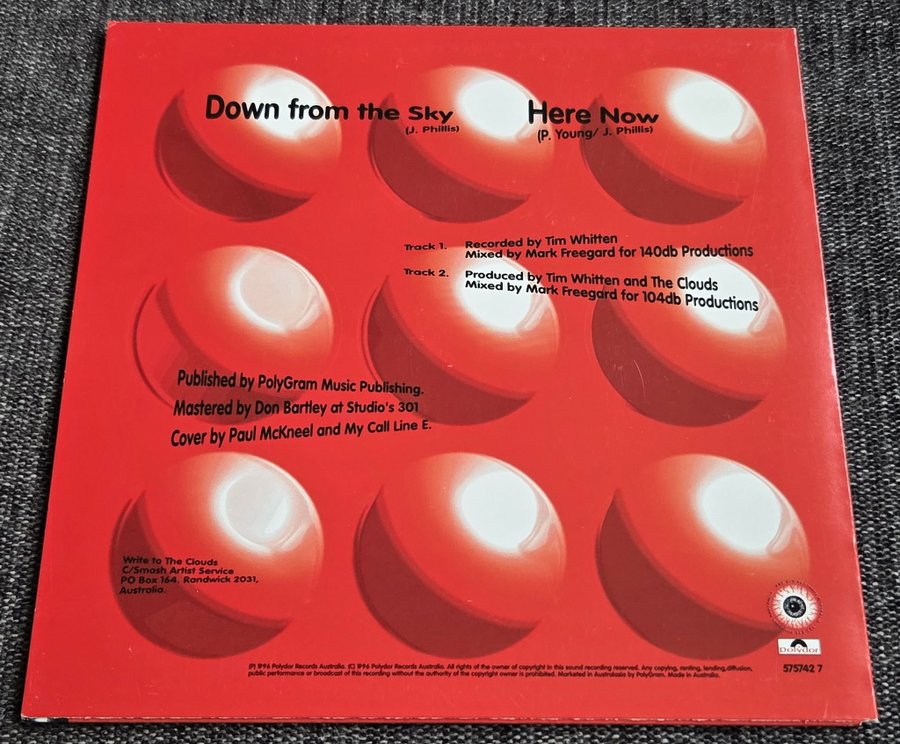 Down from the Sky
(J. Phillis)
Here Now
(P. Young/ J. Phillis)
Track 1. Recorded by Tim Whitten
Mixed by Mark Freegard for 140db Productions
Track 2. Produced by Tim Whitten and The Clouds
Mixed by Mark Freegard for 104db Productions
Published by PolyGram Music Publishing.
Mastered by Don Bartley at Studio's 301
Cover by Paul McKneel and My Call Line E.
Write to The Clouds
C/Smash Artist Service
PO Box 164, Randwick 2031,
Australia.
Polydor
575742 7
(P) 1996 Polydor Records Australia. (C) 1996 Polydor Records Australia. All rights of the owner of copyright in this sound recording reserved. Any copying, renting, lending,diffusion,
public performance or broadcast of this recording without the authority of the copyright owner is prohibited. Marketed in Australasia by PolyGram. Made in Australia.